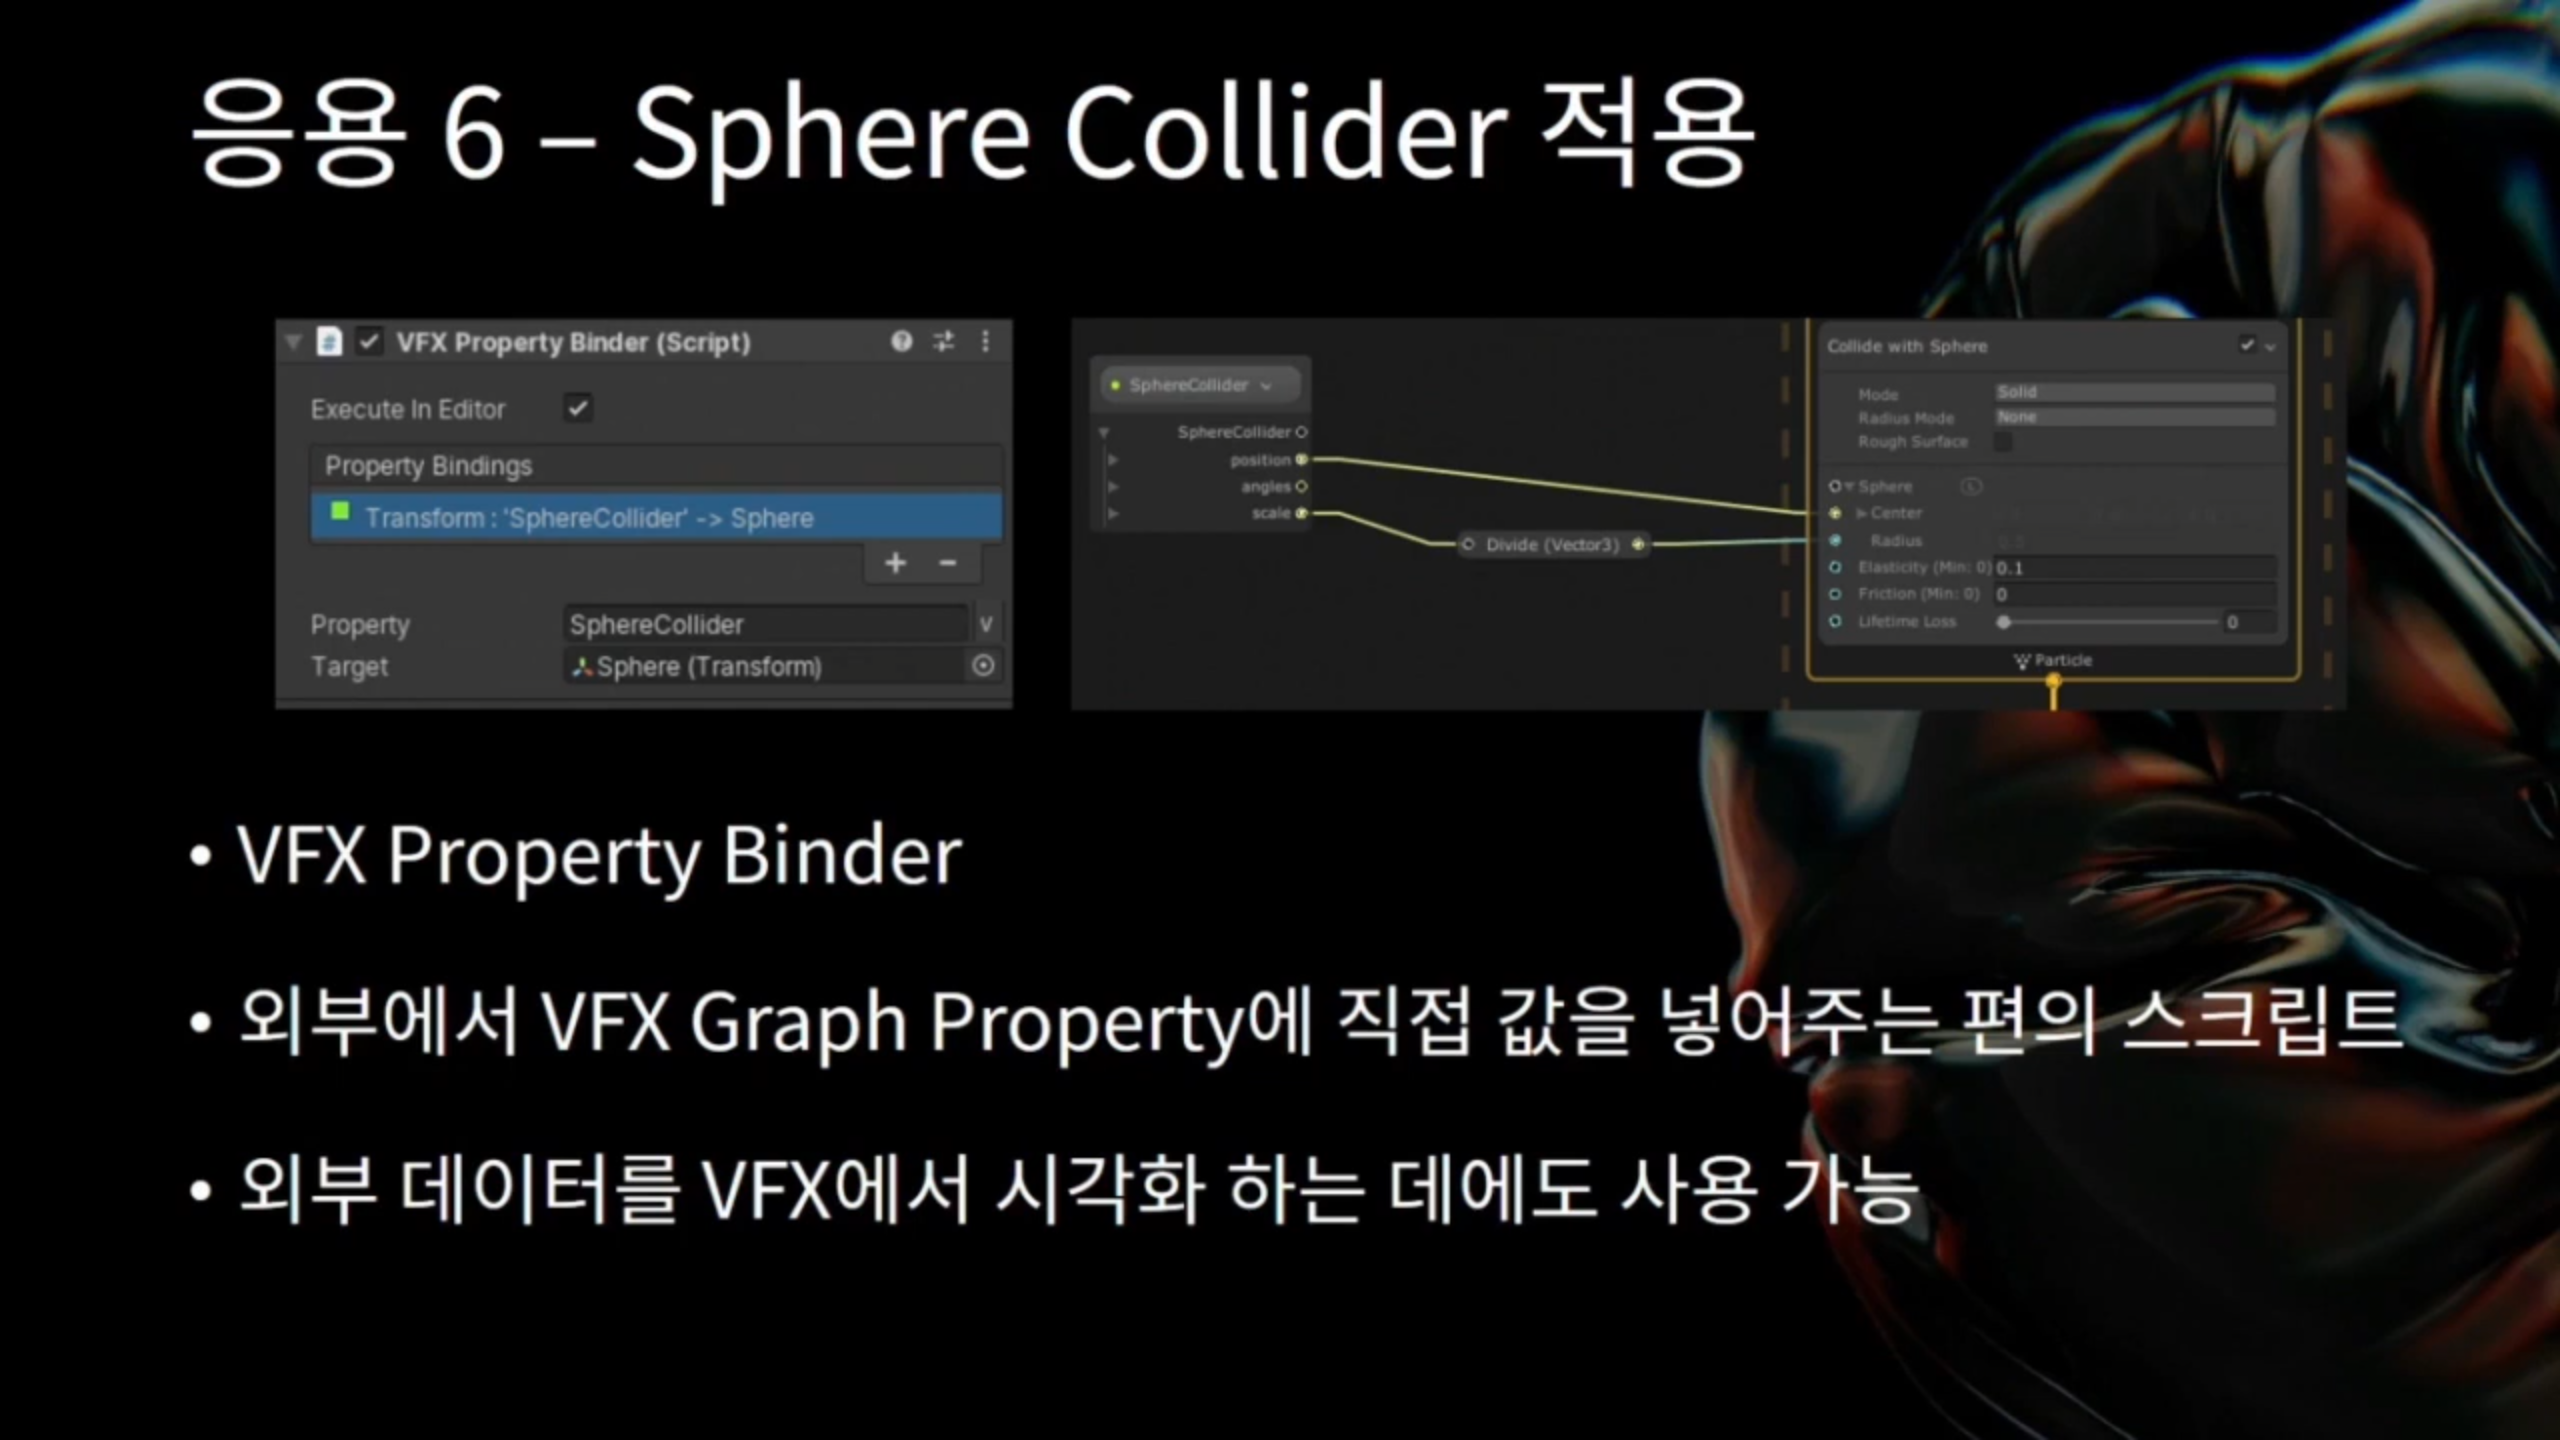 응용 6 – Sphere Collider 적용
VFX Property Binder (Script)
Execute In Editor
Property Bindings
Transform : 'SphereCollider' -> Sphere
+ −
Property SphereCollider
Target Sphere (Transform)
SphereCollider
SphereCollider
position
angles
scale
Divide (Vector3)
Collide with Sphere
Mode Solid
Radius Mode None
Rough Surface
Sphere L
Center
Radius
Elasticity (Min: 0) 0.1
Friction (Min: 0) 0
Lifetime Loss 0
Particle
• VFX Property Binder
• 외부에서 VFX Graph Property에 직접 값을 넣어주는 편의 스크립트
• 외부 데이터를 VFX에서 시각화 하는 데에도 사용 가능